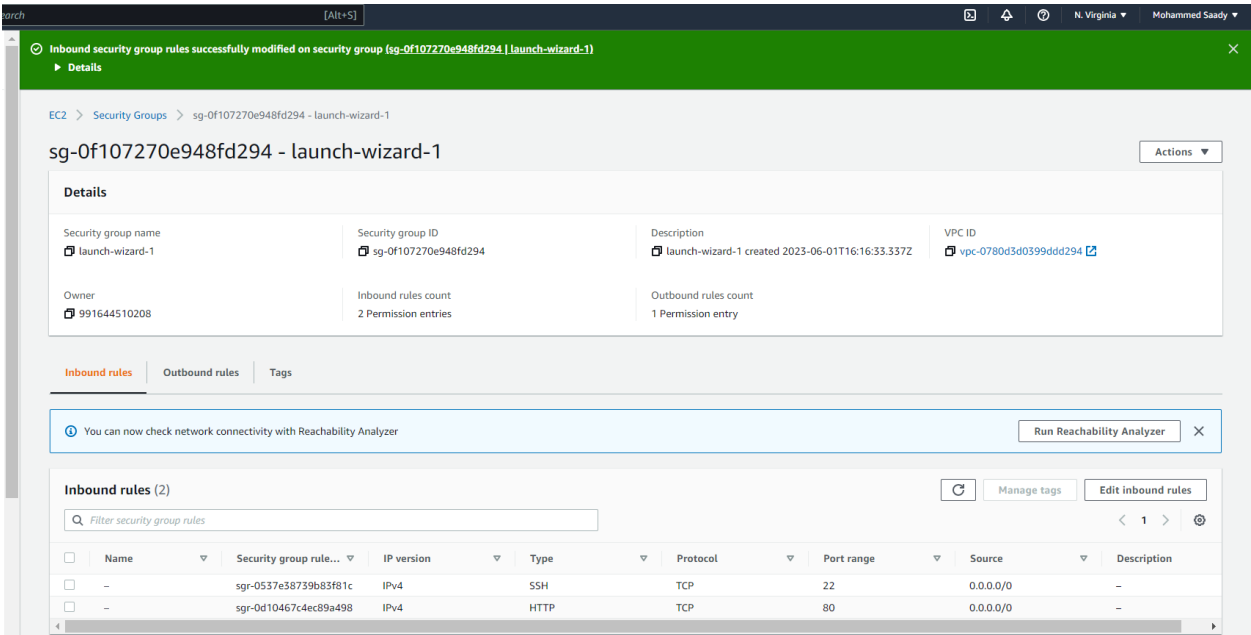 earch [Alt+S] N. Virginia ▼ Mohammed Saady ▼
Inbound security group rules successfully modified on security group (sg-0f107270e948fd294 | launch-wizard-1)
▶ Details
EC2 > Security Groups > sg-0f107270e948fd294 - launch-wizard-1
sg-0f107270e948fd294 - launch-wizard-1 Actions ▼
Details
Security group name Security group ID Description VPC ID
launch-wizard-1 sg-0f107270e948fd294 launch-wizard-1 created 2023-06-01T16:16:33.337Z vpc-0780d3d0399ddd294
Owner Inbound rules count Outbound rules count
991644510208 2 Permission entries 1 Permission entry
Inbound rules Outbound rules Tags
You can now check network connectivity with Reachability Analyzer Run Reachability Analyzer
Inbound rules (2) Manage tags Edit inbound rules
Filter security group rules < 1 >
Name Security group rule... IP version Type Protocol Port range Source Description
– sgr-0537e38739b83f81c IPv4 SSH TCP 22 0.0.0.0/0 –
– sgr-0d10467c4ec89a498 IPv4 HTTP TCP 80 0.0.0.0/0 –